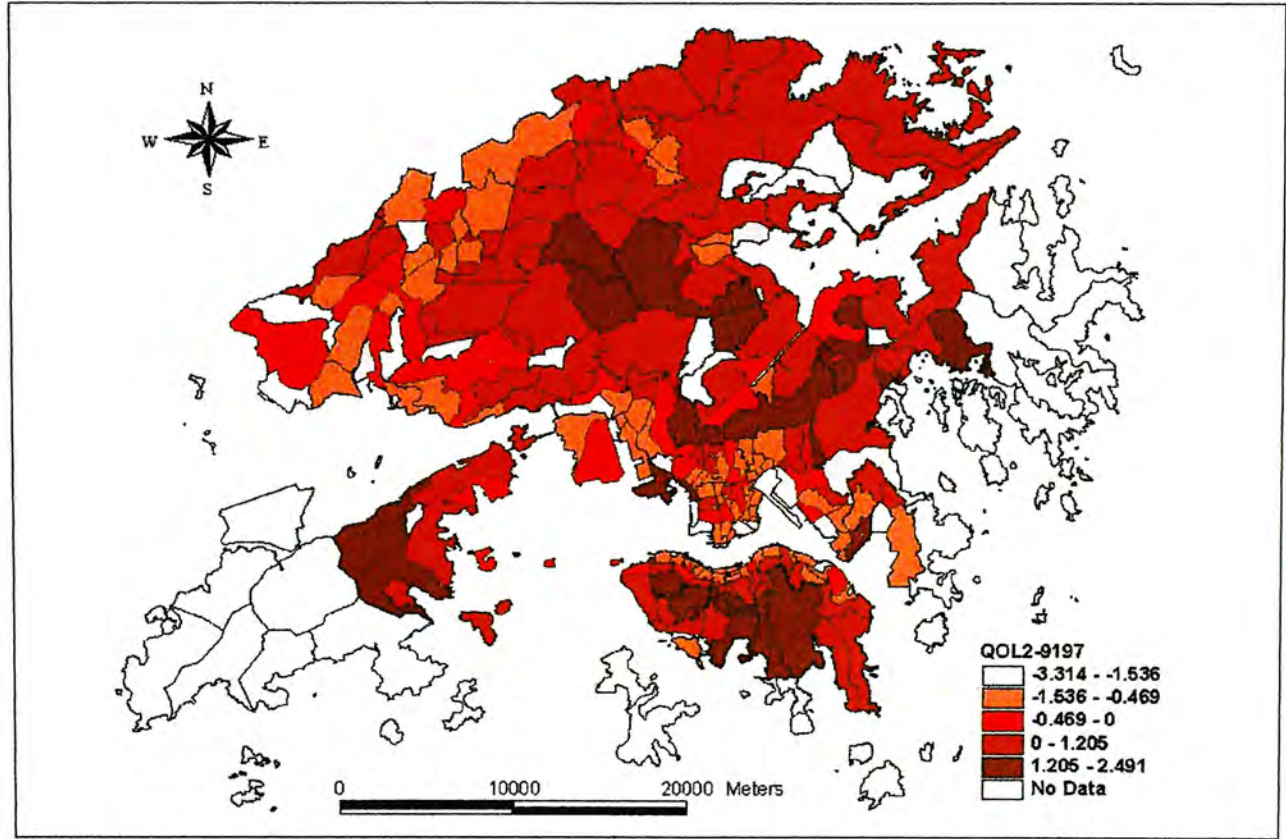 N
W E
S
QOL2-9197
-3.314 - -1.536
-1.536 - -0.469
-0.469 - 0
0 - 1.205
1.205 - 2.491
No Data
0 10000 20000 Meters